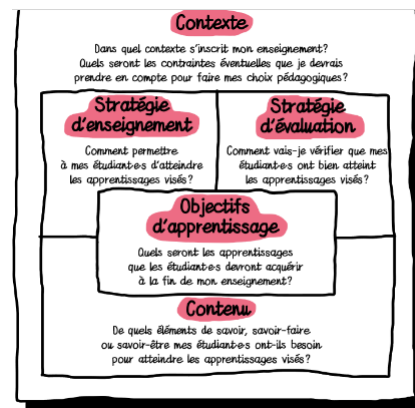 Contexte
Dans quel contexte s'inscrit mon enseignement?
Quels seront les contraintes éventuelles que je devrais
prendre en compte pour faire mes choix pédagogiques?
Stratégie
d'enseignement
Comment permettre
à mes étudiant·e·s d'atteindre
les apprentissages visés?
Stratégie
d'évaluation
Comment vais-je vérifier que mes
étudiant·e·s ont bien atteint
les apprentissages visés?
Objectifs
d'apprentissage
Quels seront les apprentissages
que les étudiant·e·s devront acquérir
à la fin de mon enseignement?
Contenu
De quels éléments de savoir, savoir-faire
ou savoir-être mes étudiant·e·s ont-ils besoin
pour atteindre les apprentissages visés?